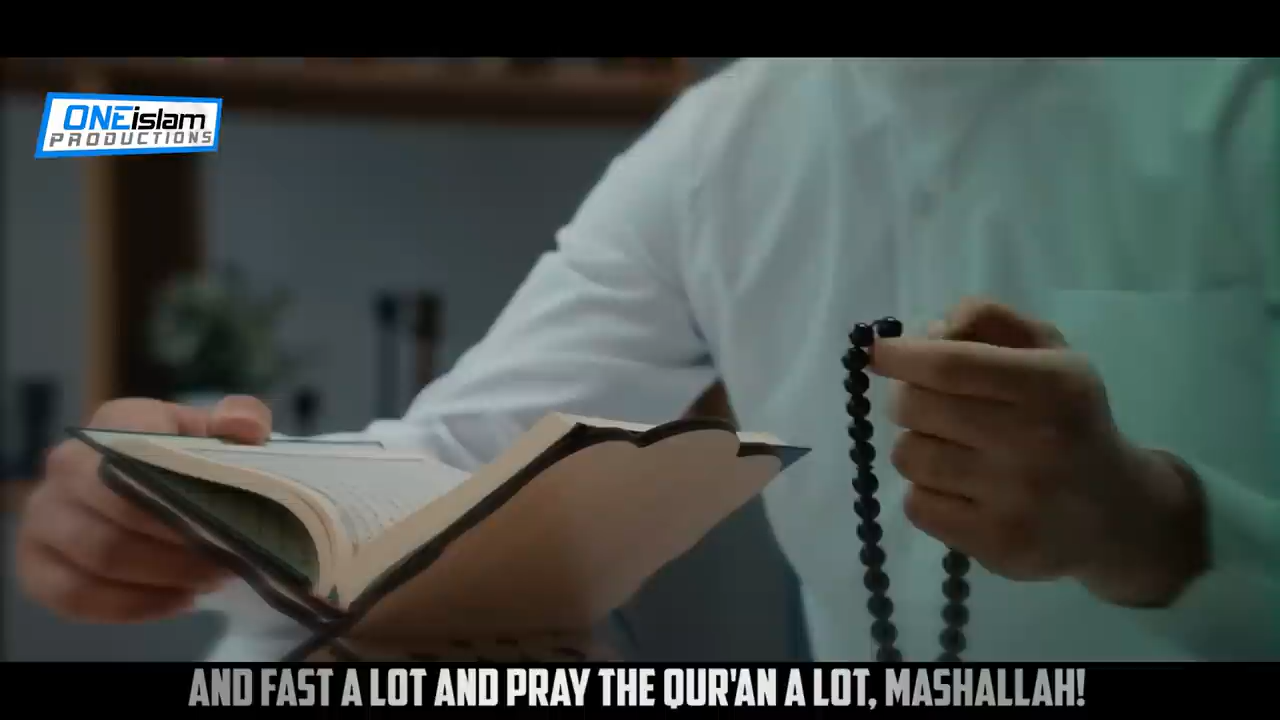 ONEislam
PRODUCTIONS
AND FAST A LOT AND PRAY THE QUR'AN A LOT, MASHALLAH!